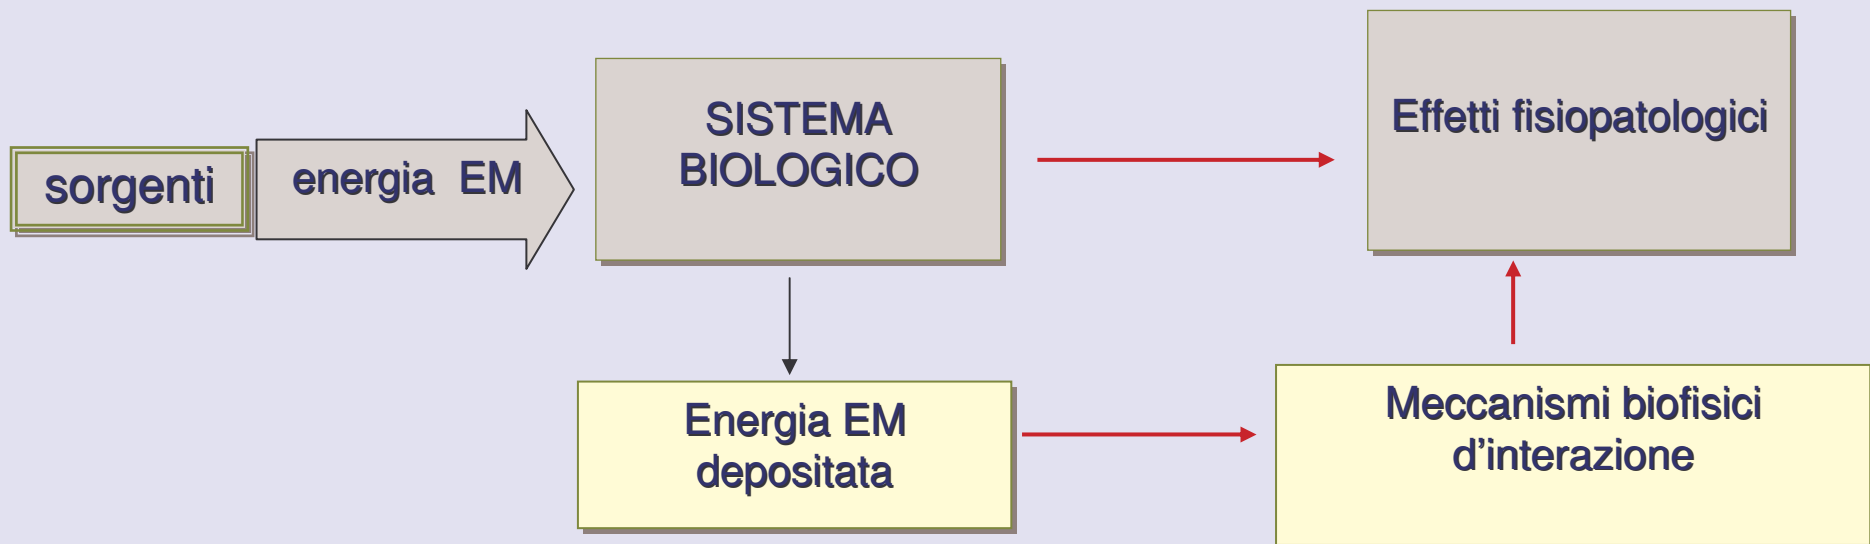 sorgenti
energia EM
SISTEMA
BIOLOGICO
Effetti fisiopatologici
Energia EM
depositata
Meccanismi biofisici
d'interazione